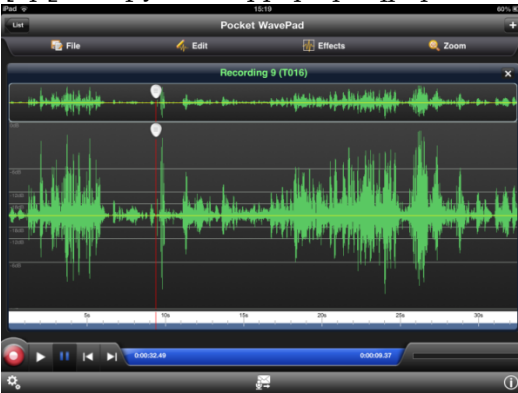 iPad 15:19 60%
List Pocket WavePad +
File Edit Effects Zoom
Recording 9 (T016)
5s 10s 15s 20s 25s 30s
0:00:32.49 0:00:09.37